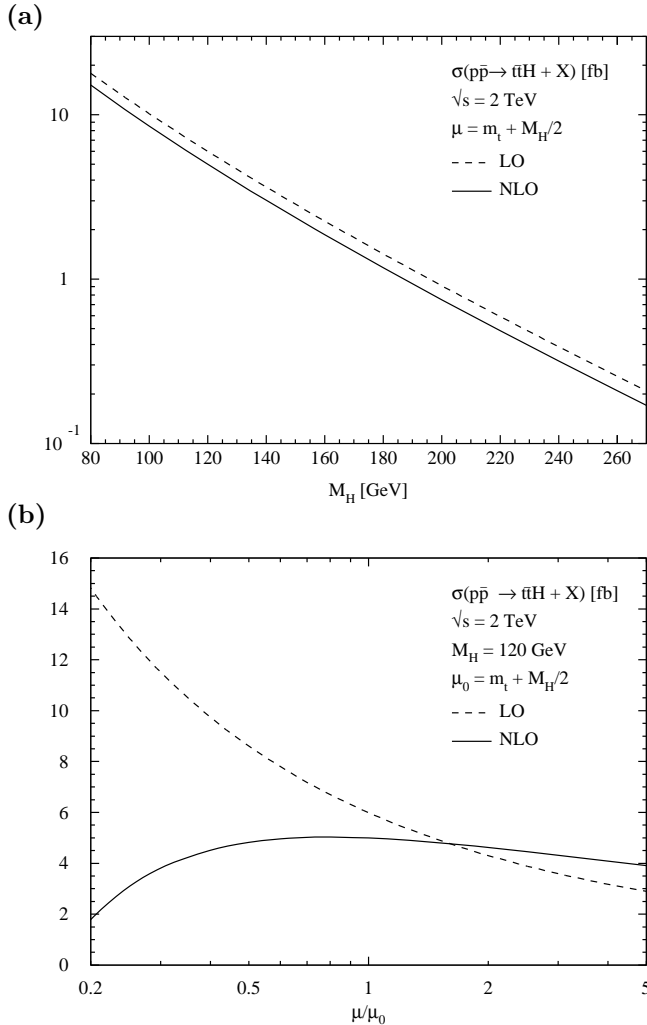 (a)
σ(pp̄→ tt̄H + X) [fb]
√s = 2 TeV
μ = m_t + M_H/2
LO
NLO
10
1
10^-1
80 100 120 140 160 180 200 220 240 260
M_H [GeV]
(b)
σ(pp̄ → tt̄H + X) [fb]
√s = 2 TeV
M_H = 120 GeV
μ_0 = m_t + M_H/2
LO
NLO
16
14
12
10
8
6
4
2
0
0.2 0.5 1 2 5
μ/μ_0